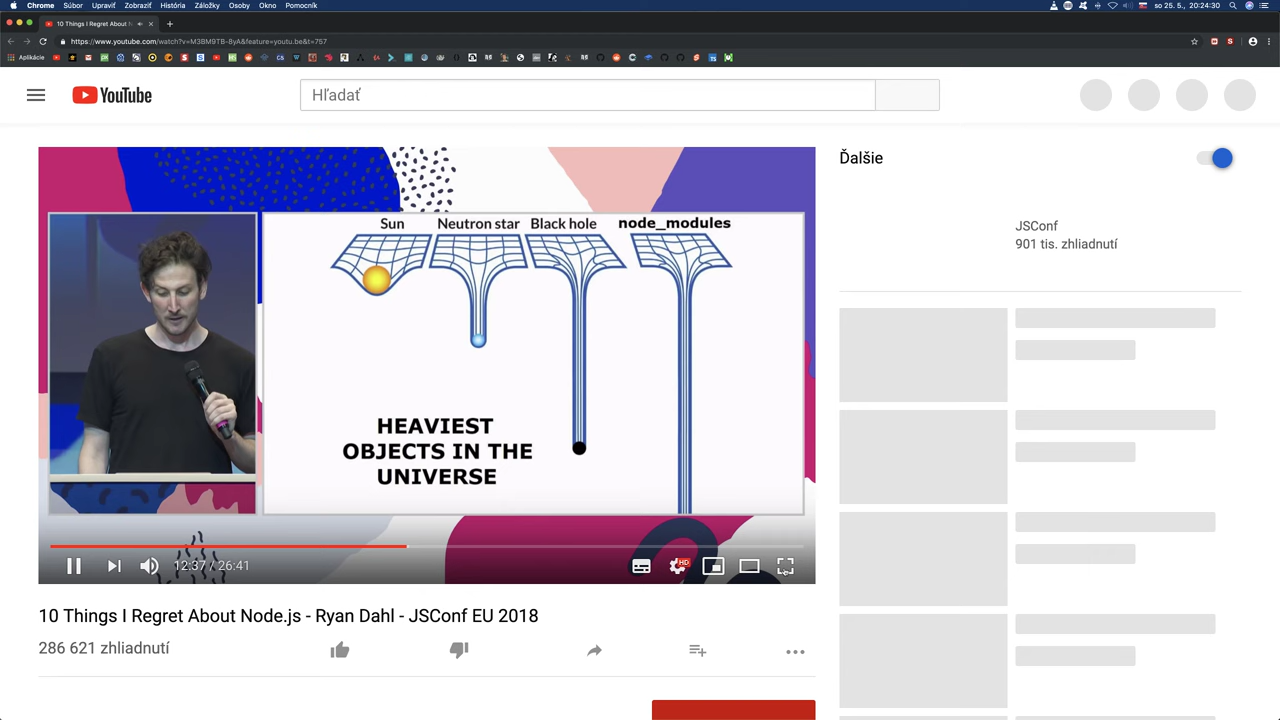 Chrome Súbor Upraviť Zobraziť História Záložky Osoby Okno Pomocník
so 25. 5., 20:24:30
10 Things I Regret About N
https://www.youtube.com/watch?v=M3BM9TB-8yA&feature=youtu.be&t=757
Aplikácie
YouTube
Hľadať
Ďalšie
JSConf
901 tis. zhliadnutí
Sun Neutron star Black hole node_modules
HEAVIEST
OBJECTS IN THE
UNIVERSE
12:37 / 26:41
HD
10 Things I Regret About Node.js - Ryan Dahl - JSConf EU 2018
286 621 zhliadnutí